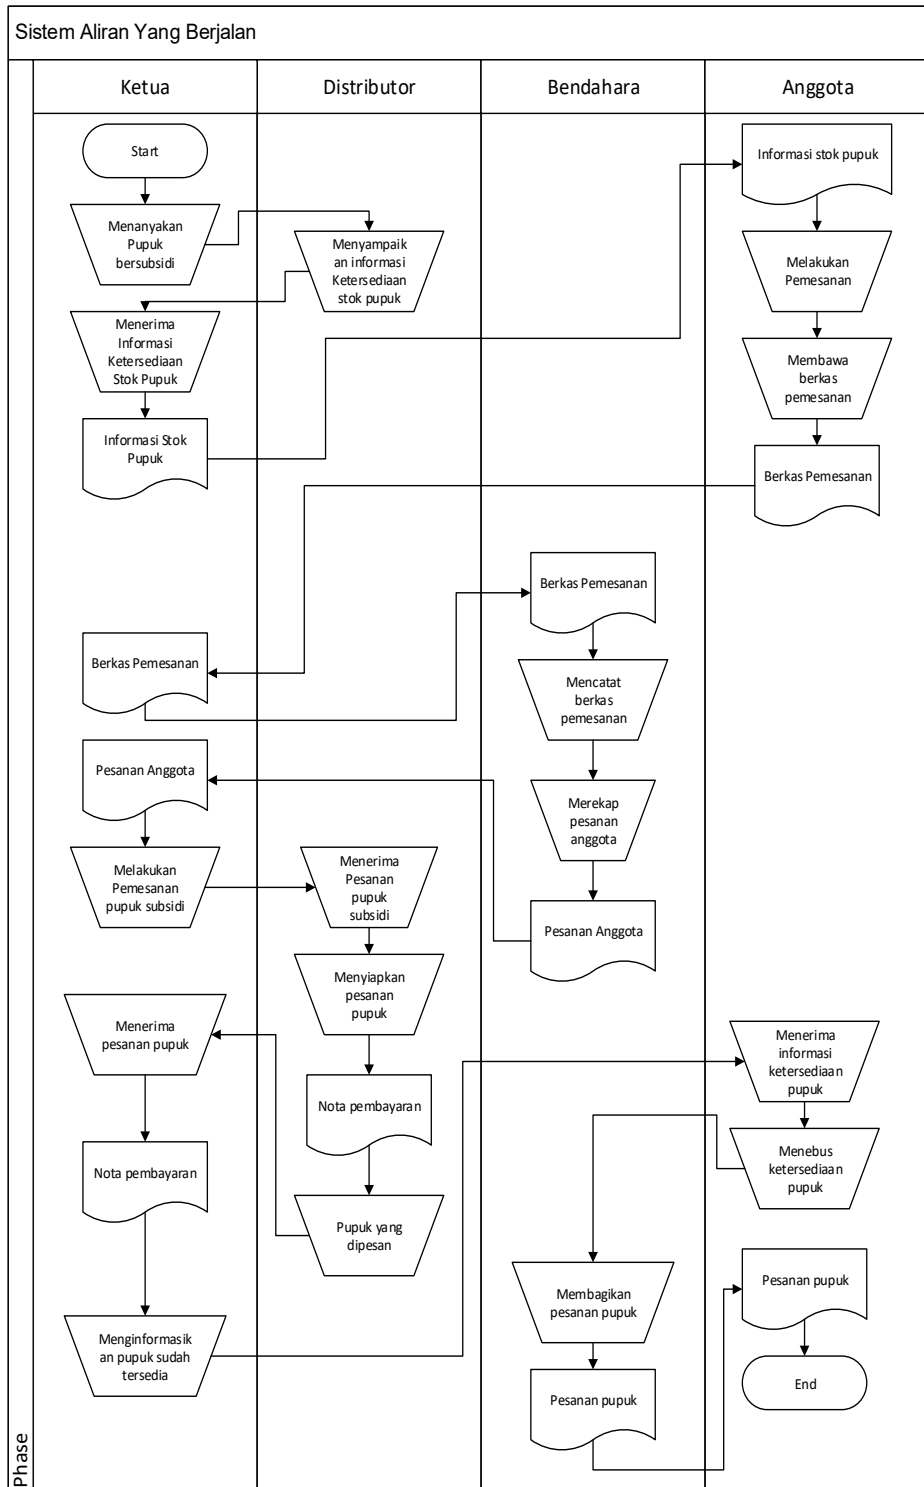 Sistem Aliran Yang Berjalan
Phase
Ketua
Distributor
Bendahara
Anggota
Start
Menanyakan
Pupuk
bersubsidi
Menyampaik
an informasi
Ketersediaan
stok pupuk
Menerima
Informasi
Ketersediaan
Stok Pupuk
Informasi Stok
Pupuk
Informasi stok pupuk
Melakukan
Pemesanan
Membawa
berkas
pemesanan
Berkas Pemesanan
Berkas Pemesanan
Berkas Pemesanan
Mencatat
berkas
pemesanan
Merekap
pesanan
anggota
Pesanan Anggota
Pesanan Anggota
Melakukan
Pemesanan
pupuk subsidi
Menerima
Pesanan
pupuk
subsidi
Menyiapkan
pesanan
pupuk
Nota pembayaran
Pupuk yang
dipesan
Menerima
pesanan pupuk
Nota pembayaran
Menginformasik
an pupuk sudah
tersedia
Menerima
informasi
ketersediaan
pupuk
Menebus
ketersediaan
pupuk
Membagikan
pesanan pupuk
Pesanan pupuk
Pesanan pupuk
End